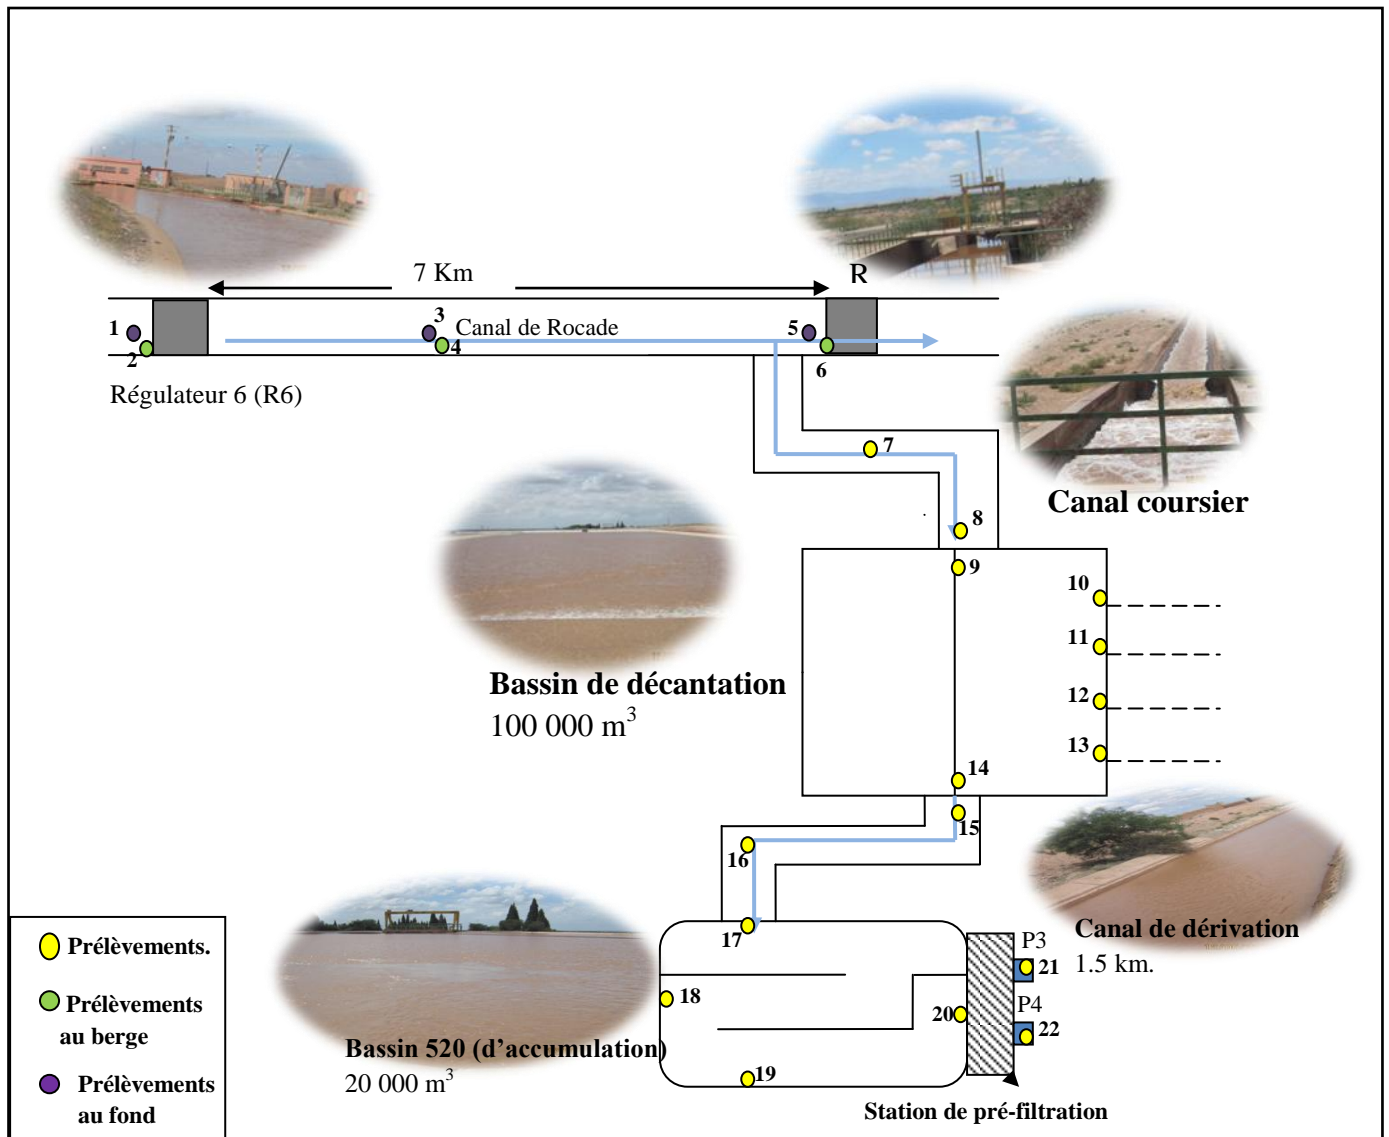 7 Km
R
1
2
3
Canal de Rocade
4
5
6
Régulateur 6 (R6)
7
Canal coursier
8
9
10
11
12
13
Bassin de décantation
100 000 m³
14
15
16
17
Canal de dérivation
1.5 km.
P3
21
P4
22
18
20
19
Bassin 520 (d'accumulation)
20 000 m³
Station de pré-filtration
Prélèvements.
Prélèvements
au berge
Prélèvements
au fond